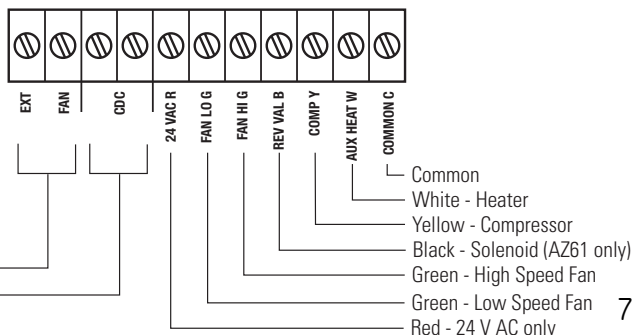 EXT
FAN
CDC
24 VAC R
FAN LO G
FAN HI G
REV VAL B
COMP Y
AUX HEAT W
COMMON C
Common
White - Heater
Yellow - Compressor
Black - Solenoid (AZ61 only)
Green - High Speed Fan
Green - Low Speed Fan
Red - 24 V AC only
7